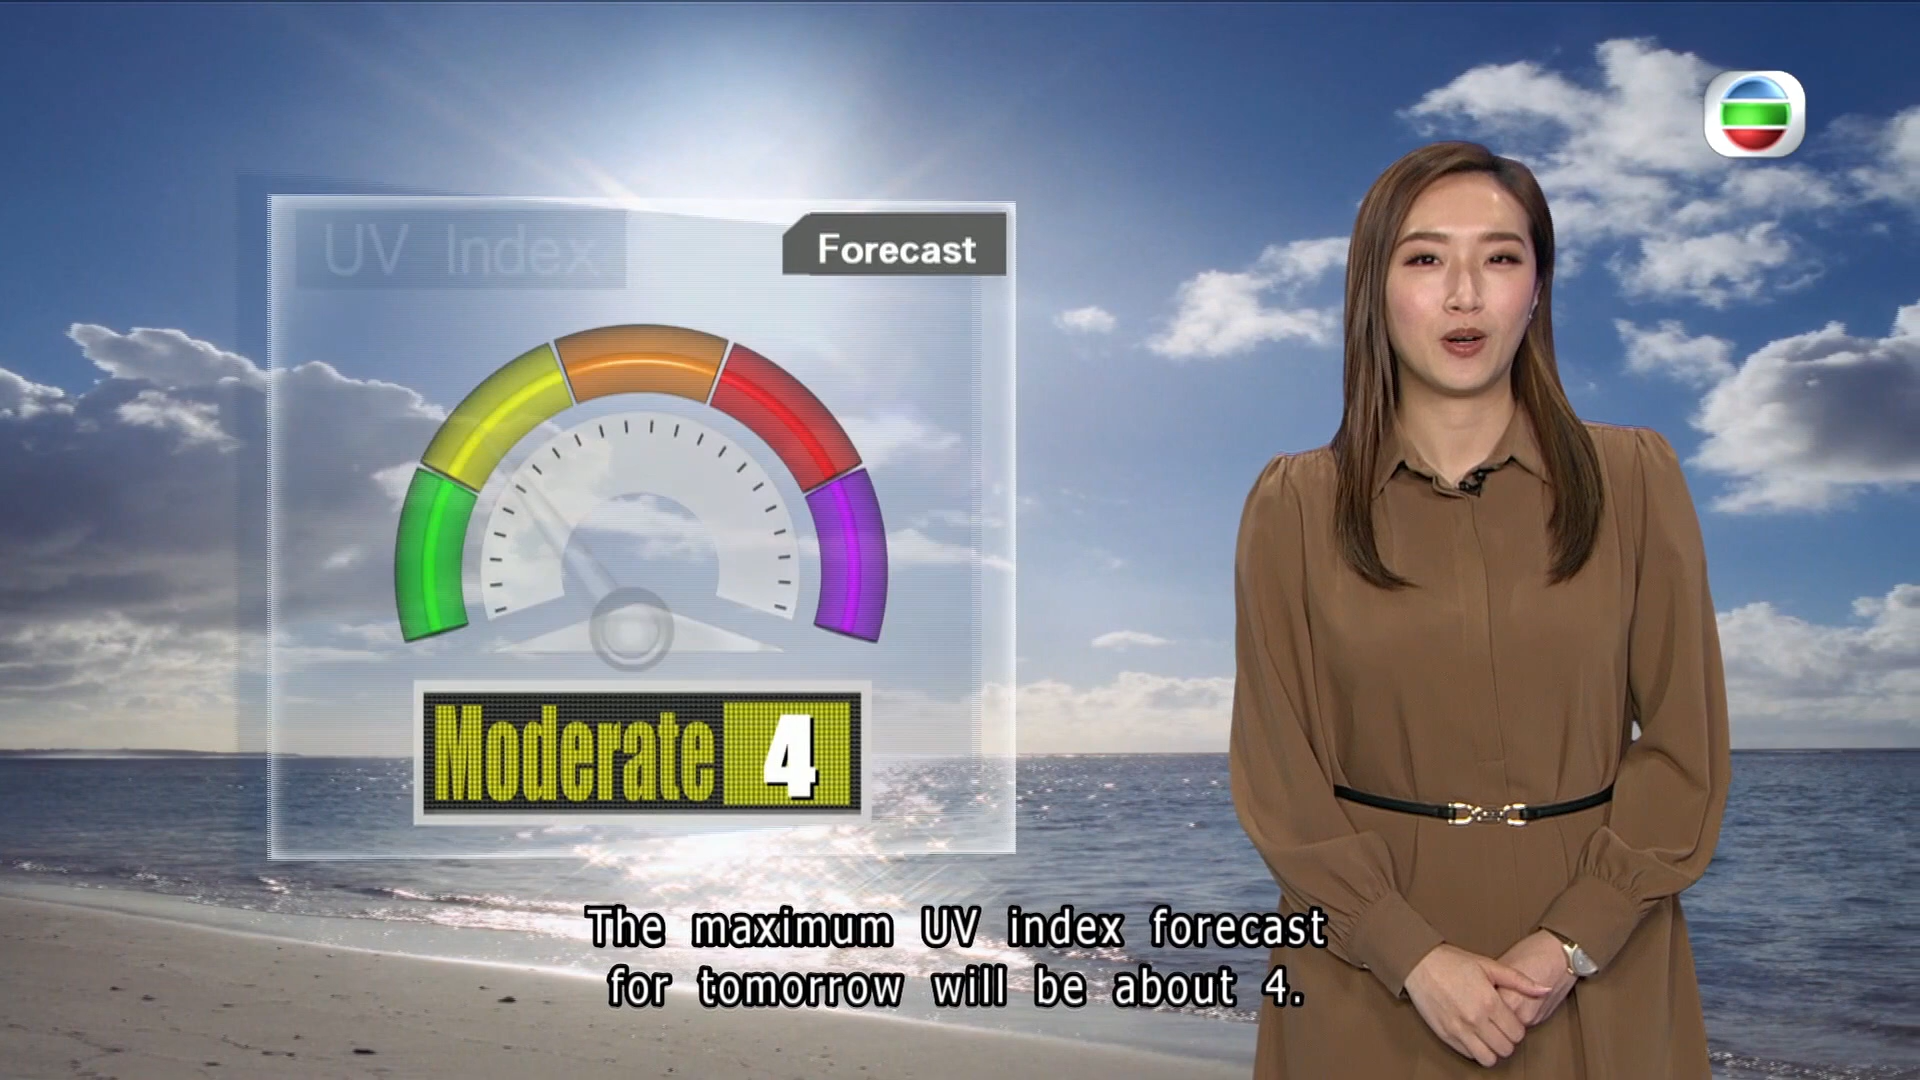 UV Index
Forecast
Moderate 4
The maximum UV index forecast
for tomorrow will be about 4.